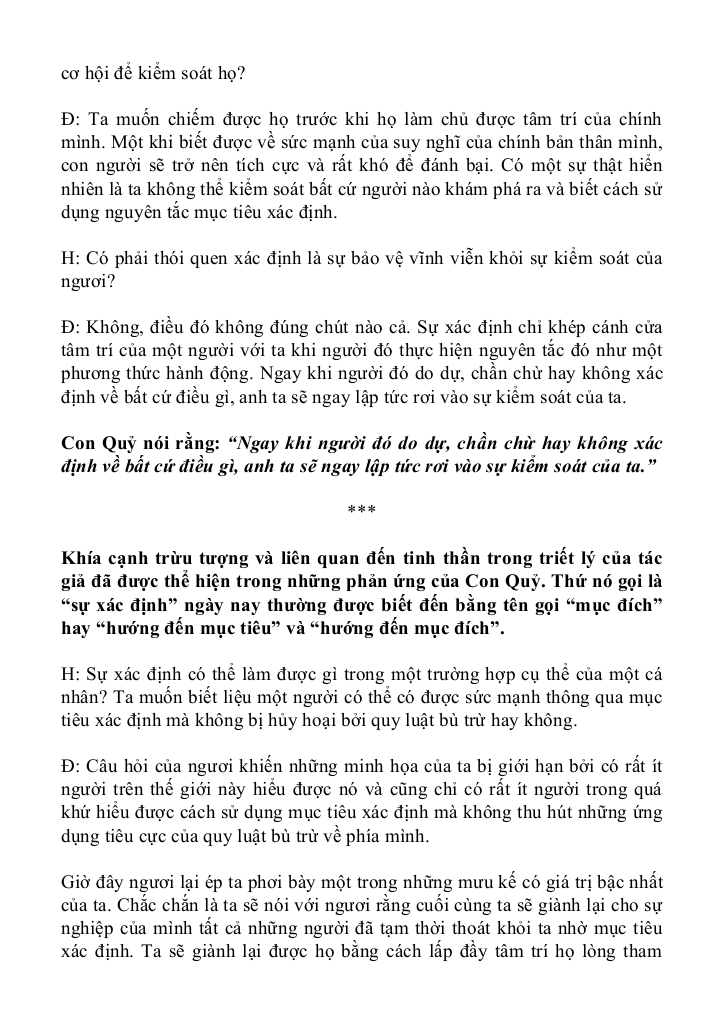 cơ hội để kiểm soát họ?
Đ: Ta muốn chiếm được họ trước khi họ làm chủ được tâm trí của chính
mình. Một khi biết được về sức mạnh của suy nghĩ của chính bản thân mình,
con người sẽ trở nên tích cực và rất khó để đánh bại. Có một sự thật hiển
nhiên là ta không thể kiểm soát bất cứ người nào khám phá ra và biết cách sử
dụng nguyên tắc mục tiêu xác định.
H: Có phải thói quen xác định là sự bảo vệ vĩnh viễn khỏi sự kiểm soát của
ngươi?
Đ: Không, điều đó không đúng chút nào cả. Sự xác định chỉ khép cánh cửa
tâm trí của một người với ta khi người đó thực hiện nguyên tắc đó như một
phương thức hành động. Ngay khi người đó do dự, chần chừ hay không xác
định về bất cứ điều gì, anh ta sẽ ngay lập tức rơi vào sự kiểm soát của ta.
Con Quỷ nói rằng: “Ngay khi người đó do dự, chần chừ hay không xác
định về bất cứ điều gì, anh ta sẽ ngay lập tức rơi vào sự kiểm soát của ta.”
***
Khía cạnh trừu tượng và liên quan đến tinh thần trong triết lý của tác
giả đã được thể hiện trong những phản ứng của Con Quỷ. Thứ nó gọi là
“sự xác định” ngày nay thường được biết đến bằng tên gọi “mục đích”
hay “hướng đến mục tiêu” và “hướng đến mục đích”.
H: Sự xác định có thể làm được gì trong một trường hợp cụ thể của một cá
nhân? Ta muốn biết liệu một người có thể có được sức mạnh thông qua mục
tiêu xác định mà không bị hủy hoại bởi quy luật bù trừ hay không.
Đ: Câu hỏi của ngươi khiến những minh họa của ta bị giới hạn bởi có rất ít
người trên thế giới này hiểu được nó và cũng chỉ có rất ít người trong quá
khứ hiểu được cách sử dụng mục tiêu xác định mà không thu hút những ứng
dụng tiêu cực của quy luật bù trừ về phía mình.
Giờ đây ngươi lại ép ta phơi bày một trong những mưu kế có giá trị bậc nhất
của ta. Chắc chắn là ta sẽ nói với ngươi rằng cuối cùng ta sẽ giành lại cho sự
nghiệp của mình tất cả những người đã tạm thời thoát khỏi ta nhờ mục tiêu
xác định. Ta sẽ giành lại được họ bằng cách lấp đầy tâm trí họ lòng tham